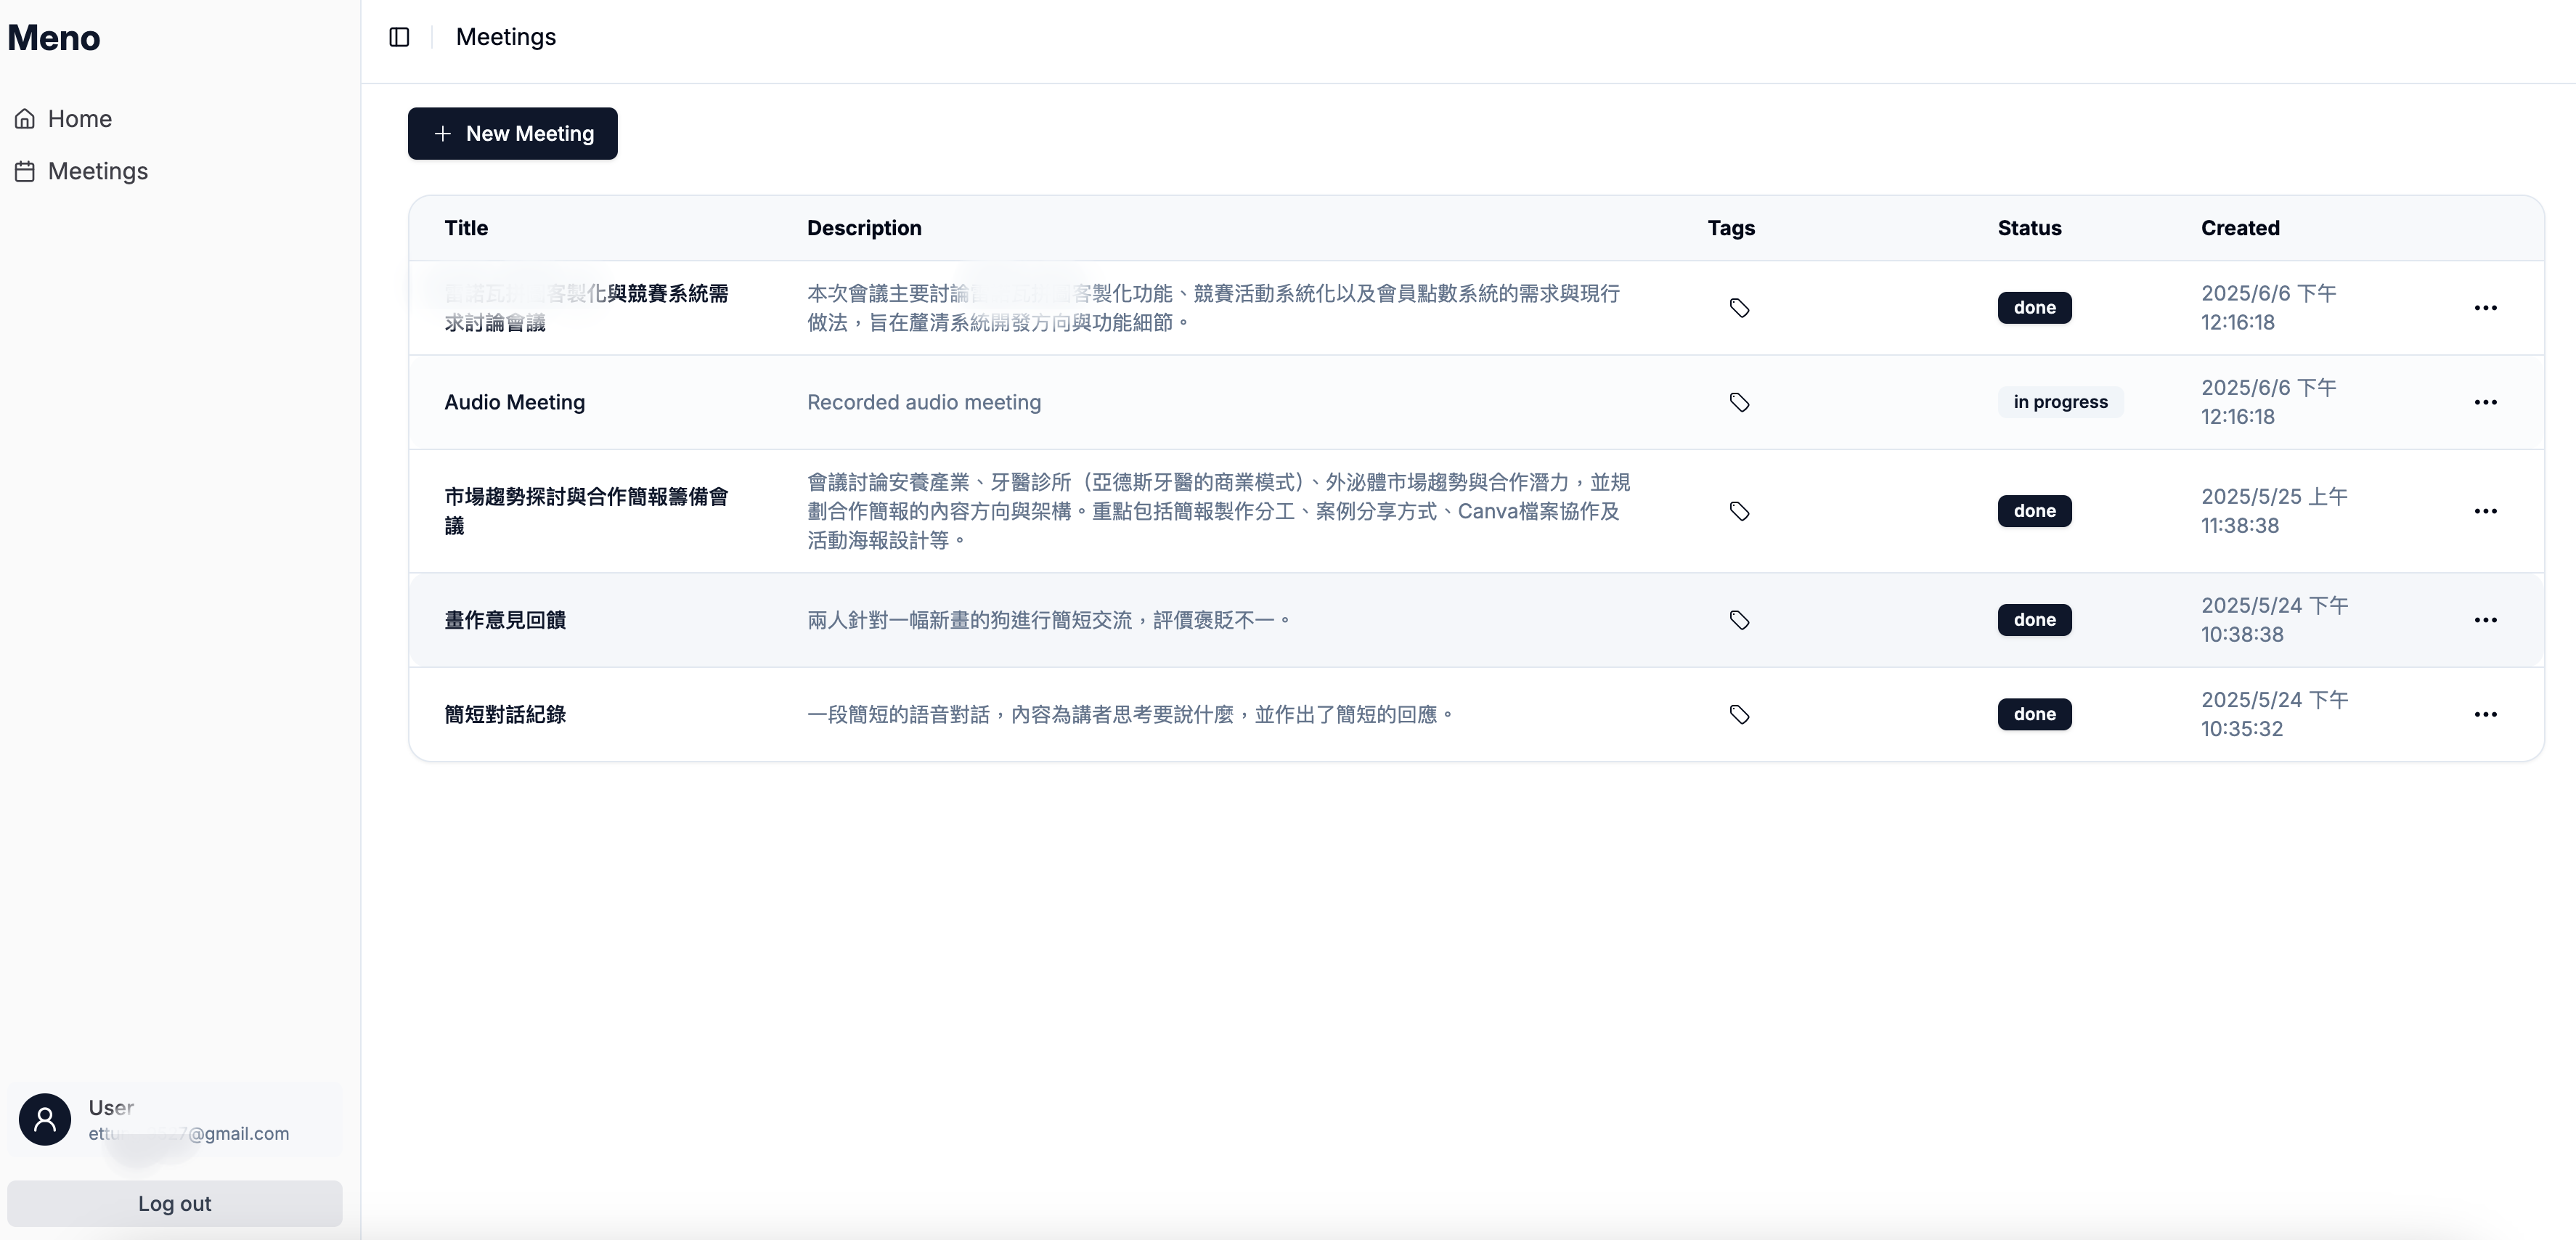 Meno
Home
Meetings
Meetings
New Meeting
Title Description Tags Status Created
客製化與競賽系統需
求討論會議
本次會議主要討論 客製化功能、競賽活動系統化以及會員點數系統的需求與現行
做法，旨在釐清系統開發方向與功能細節。
done
2025/6/6 下午
12:16:18
Audio Meeting
Recorded audio meeting
in progress
2025/6/6 下午
12:16:18
市場趨勢探討與合作簡報籌備會
議
會議討論安養產業、牙醫診所（亞德斯牙醫的商業模式）、外泌體市場趨勢與合作潛力，並規
劃合作簡報的內容方向與架構。重點包括簡報製作分工、案例分享方式、Canva檔案協作及
活動海報設計等。
done
2025/5/25 上午
11:38:38
畫作意見回饋
兩人針對一幅新畫的狗進行簡短交流，評價褒貶不一。
done
2025/5/24 下午
10:38:38
簡短對話紀錄
一段簡短的語音對話，內容為講者思考要說什麼，並作出了簡短的回應。
done
2025/5/24 下午
10:35:32
User
@gmail.com
Log out